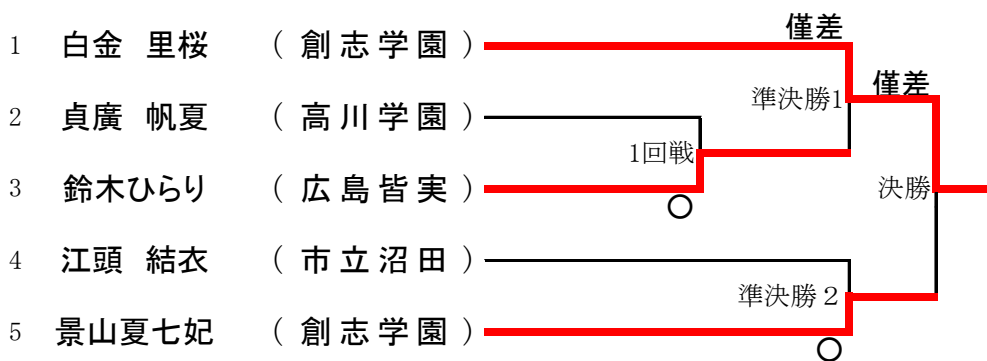 僅差
1 白金 里桜 ( 創志学園 )
僅差
準決勝1
2 貞廣 帆夏 ( 高川学園 )
1回戦
3 鈴木ひらり ( 広島皆実 )
決勝
○
4 江頭 結衣 ( 市立沼田 )
準決勝2
5 景山夏七妃 ( 創志学園 )
○